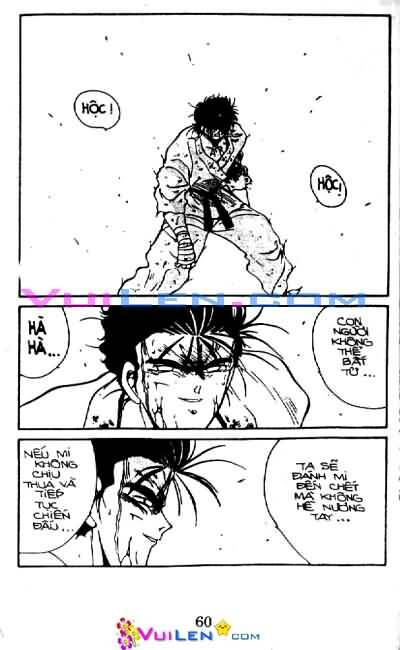 HỘC!
HỘC!
VUILEN.COM
HÀ
HÀ...
CON
NGƯỜI
KHÔNG
THỂ
BẤT
TỬ...
NẾU MI
KHÔNG
CHỊU
THUA VÀ
TIẾP
TỤC
CHIẾN
ĐẤU...
TA SẼ
ĐÁNH MI
ĐẾN CHẾT
MÀ KHÔNG
HỀ NƯƠNG
TAY...
60
VUILEN.COM